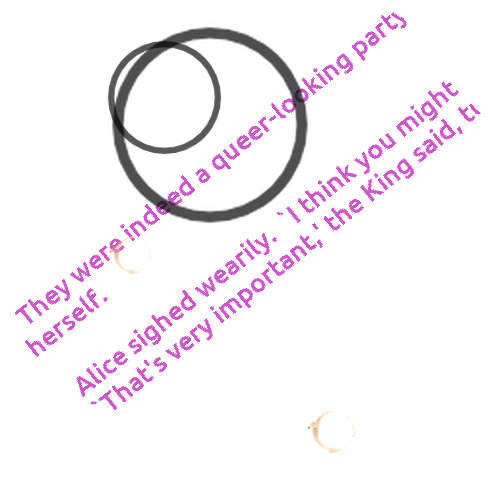 They were indeed a queer-looking party
herself.
Alice sighed wearily. `I think you might
`That's very important,' the King said,